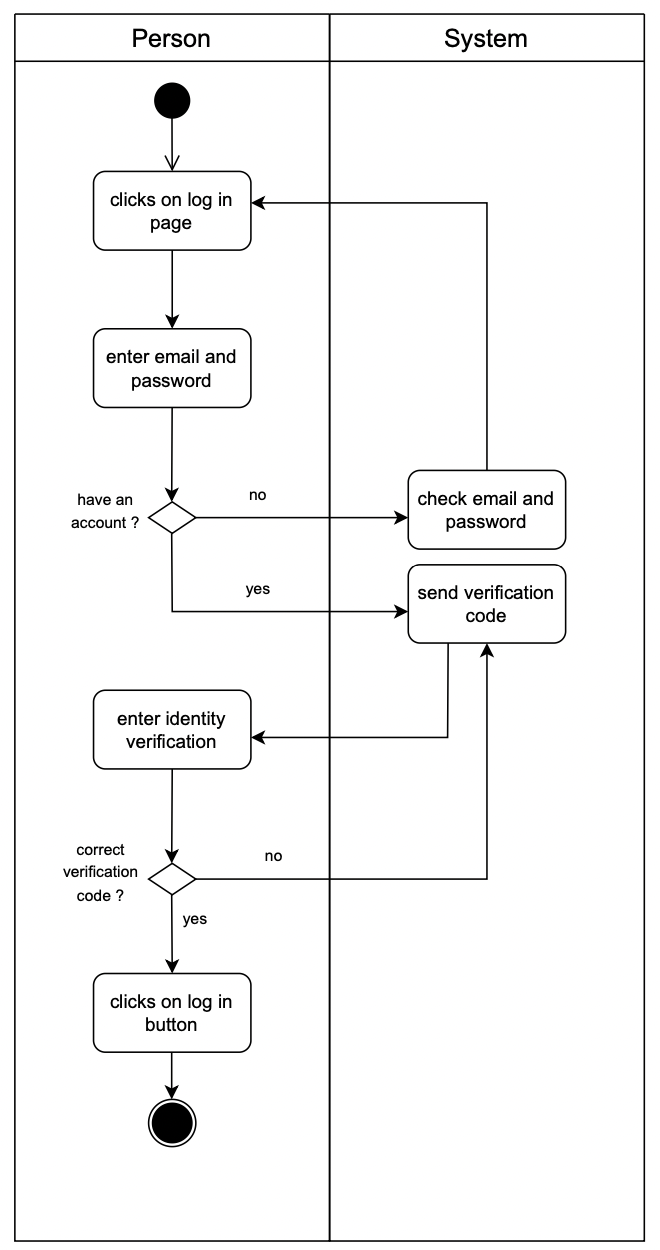 Person
System
clicks on log in
page
enter email and
password
have an
account ?
no
check email and
password
yes
send verification
code
enter identity
verification
correct
verification
code ?
no
yes
clicks on log in
button